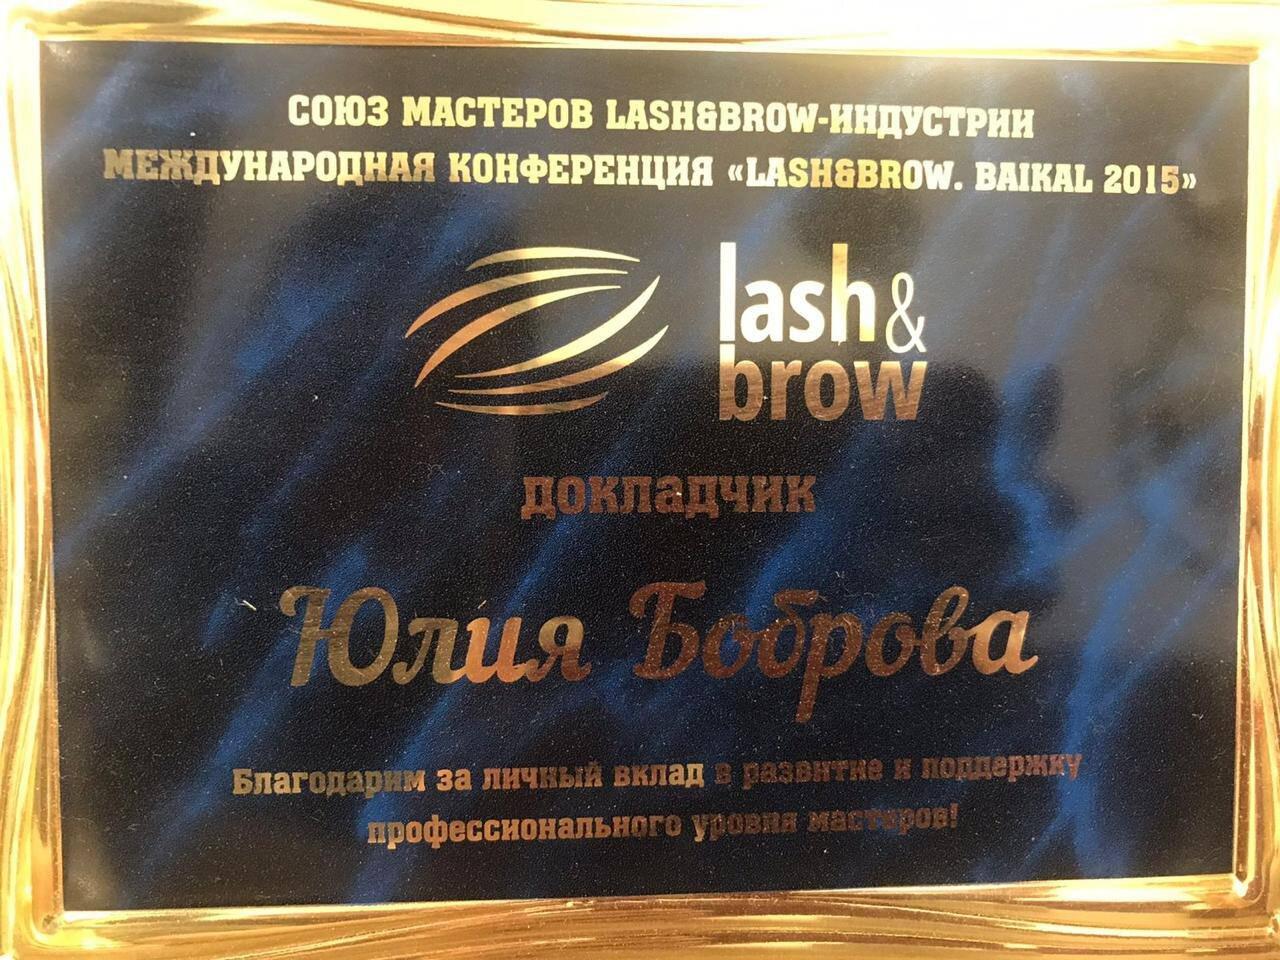 СОЮЗ МАСТЕРОВ LASH&BROW-ИНДУСТРИИ
МЕЖДУНАРОДНАЯ КОНФЕРЕНЦИЯ «LASH&BROW. BAIKAL 2015»
lash&
brow
ДОКЛАДЧИК
Юлия Боброва
Благодарим за личный вклад в развитие и поддержку
профессионального уровня мастеров!